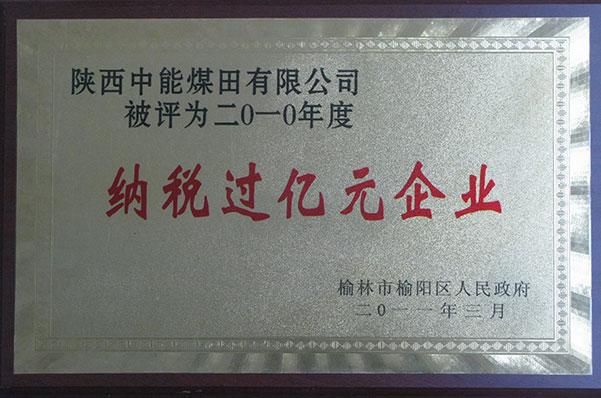 陕西中能煤田有限公司
被评为二0一0年度
纳税过亿元企业
榆林市榆阳区人民政府
二0一一年三月